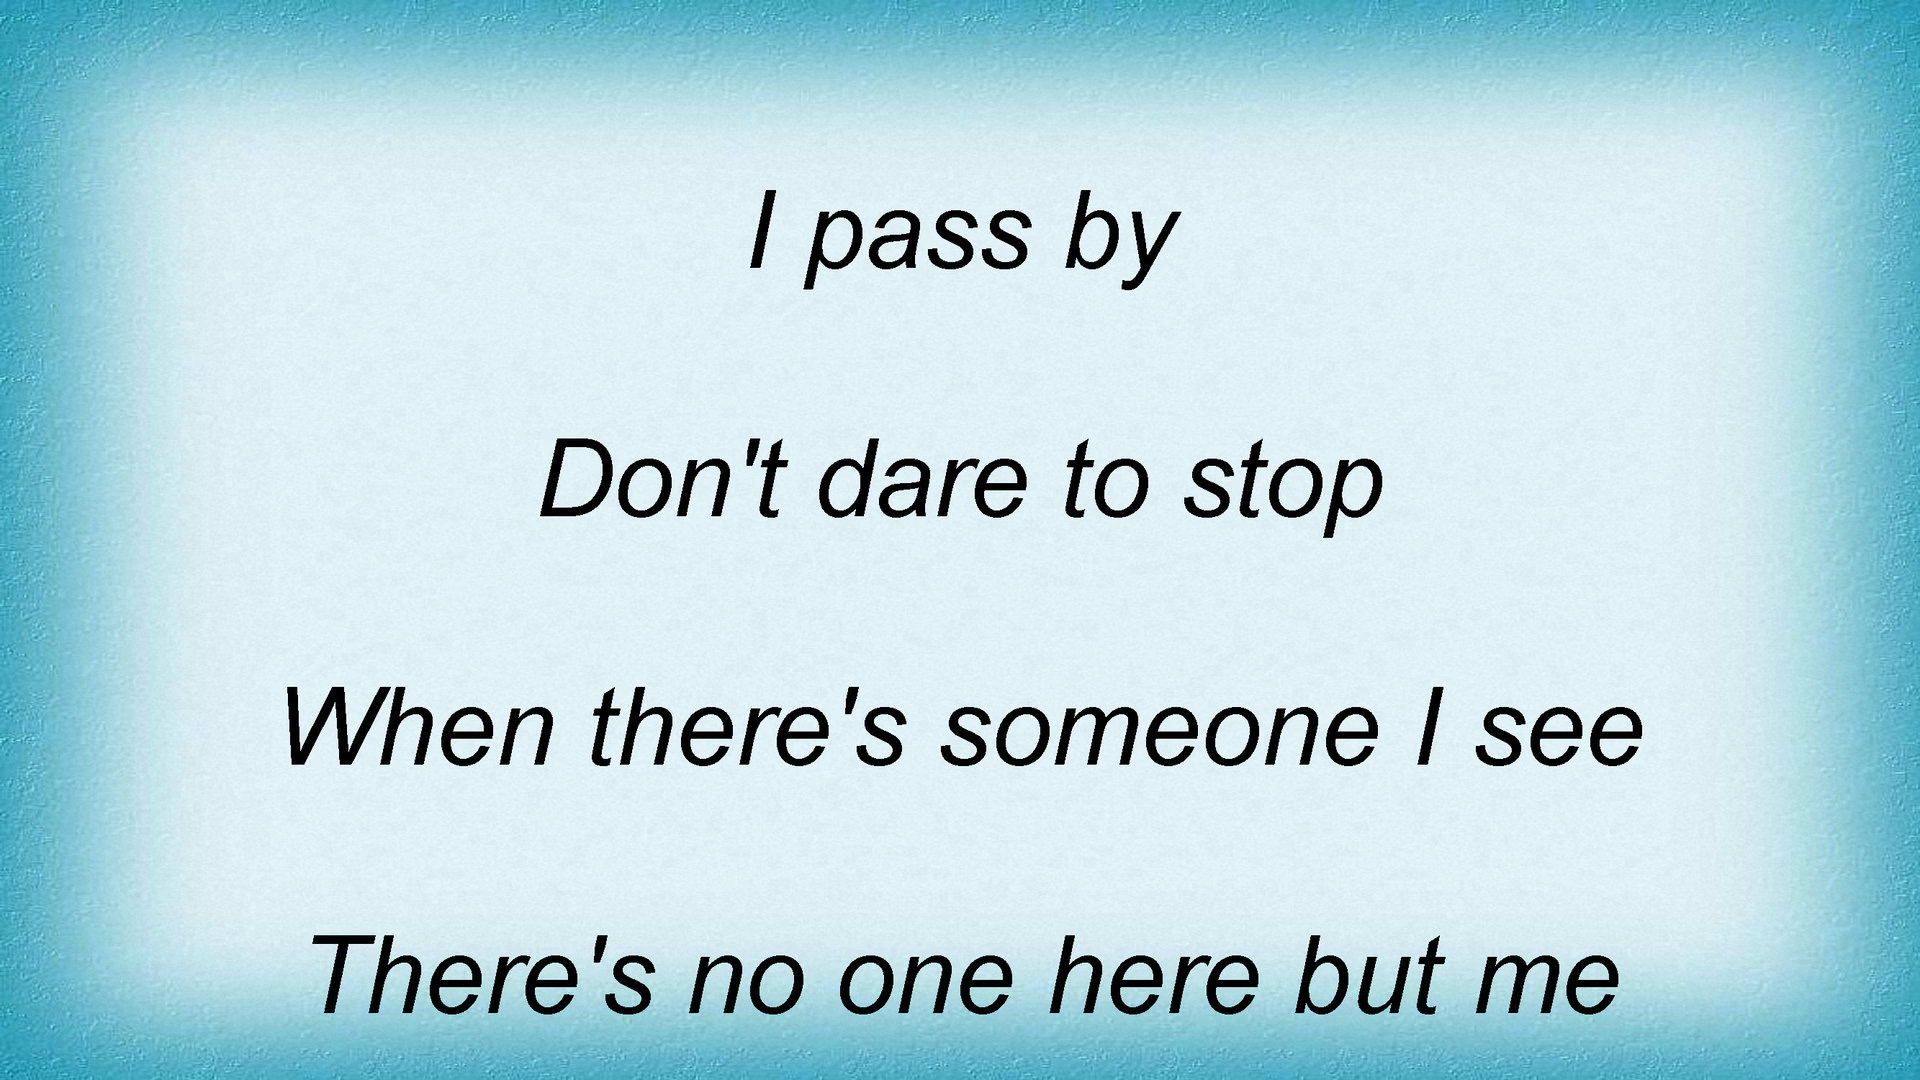 I pass by
Don't dare to stop
When there's someone I see
There's no one here but me